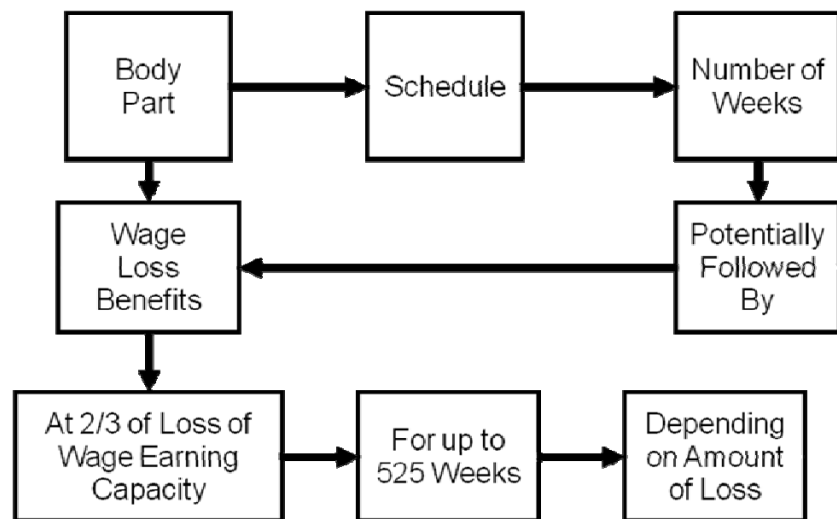 Body
Part
Schedule
Number of
Weeks
Wage
Loss
Benefits
Potentially
Followed
By
At 2/3 of Loss of
Wage Earning
Capacity
For up to
525 Weeks
Depending
on Amount
of Loss